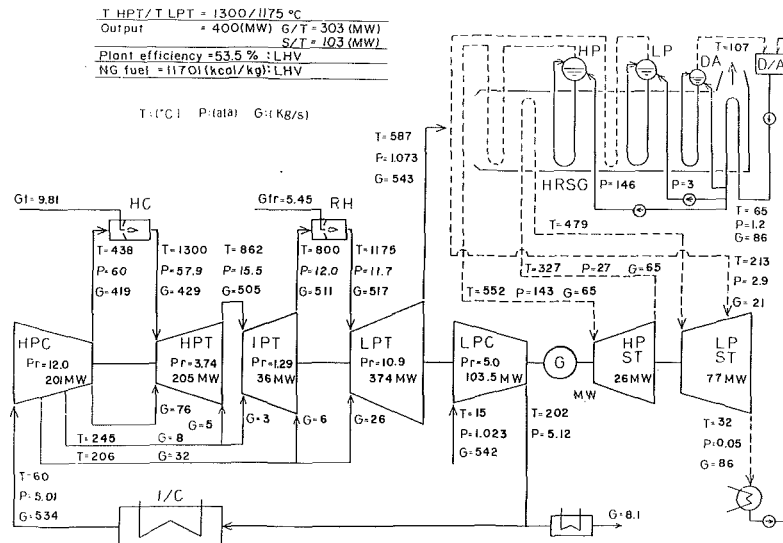 T HPT/T LPT = 1300/1175 °C
Output = 400(MW) G/T = 303 (MW)
S/T = 103 (MW)
Plant efficiency = 53.5 % : LHV
NG fuel = 11701 (kcal/kg): LHV
T:(°C) P:(ata) G:(Kg/s)
HP LP T=107
DA D/A
T= 587
P= 1.073
G= 543
HRSG P=146 P=3
T= 65
P= 1.2
G= 86
Gf= 9.81 HC Gfr= 5.45 RH
T= 438 T=1300 T= 862 T= 800 T=1175
P= 60 P= 57.9 P= 15.5 P= 12.0 P= 11.7
G= 419 G= 429 G= 505 G= 511 G= 517
T= 479
T= 213
P= 2.9
G= 21
T=327 P= 27 G= 65
T=552 P= 143 G= 65
HPC HPT IPT LPT LPC G HP ST LP ST
Pr=12.0 Pr= 3.74 Pr=1.29 Pr= 10.9 Pr= 5.0
201MW 205 MW 36 MW 374 MW 103.5 MW MW 26MW 77 MW
G= 76
G= 5 G= 3 G= 6 G= 26
T= 245 G= 8
T= 206 G= 32
T= 15 T= 202
P= 1.023 P= 5.12
G= 542
T= 32
P= 0.05
G= 86
T= 60
P= 5.01
G= 534
I/C
G= 8.1